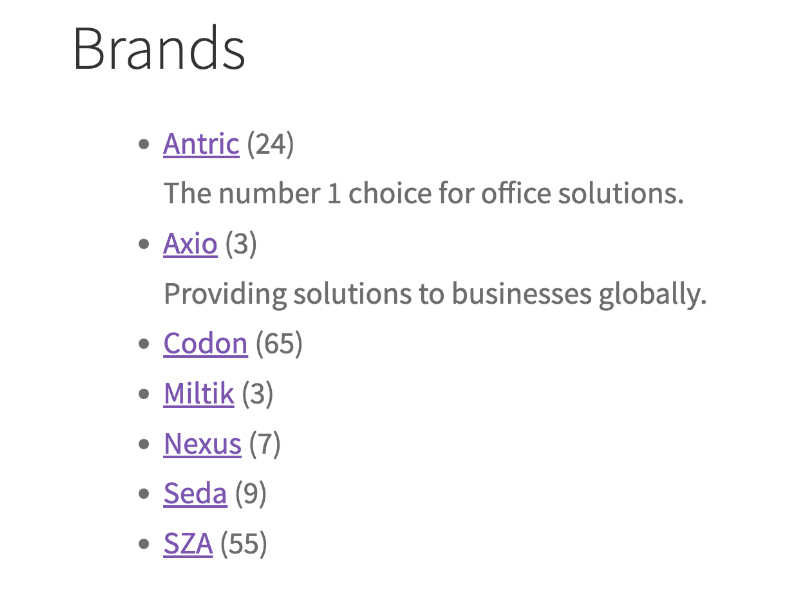 Brands
• Antric (24)
The number 1 choice for office solutions.
• Axio (3)
Providing solutions to businesses globally.
• Codon (65)
• Miltik (3)
• Nexus (7)
• Seda (9)
• SZA (55)